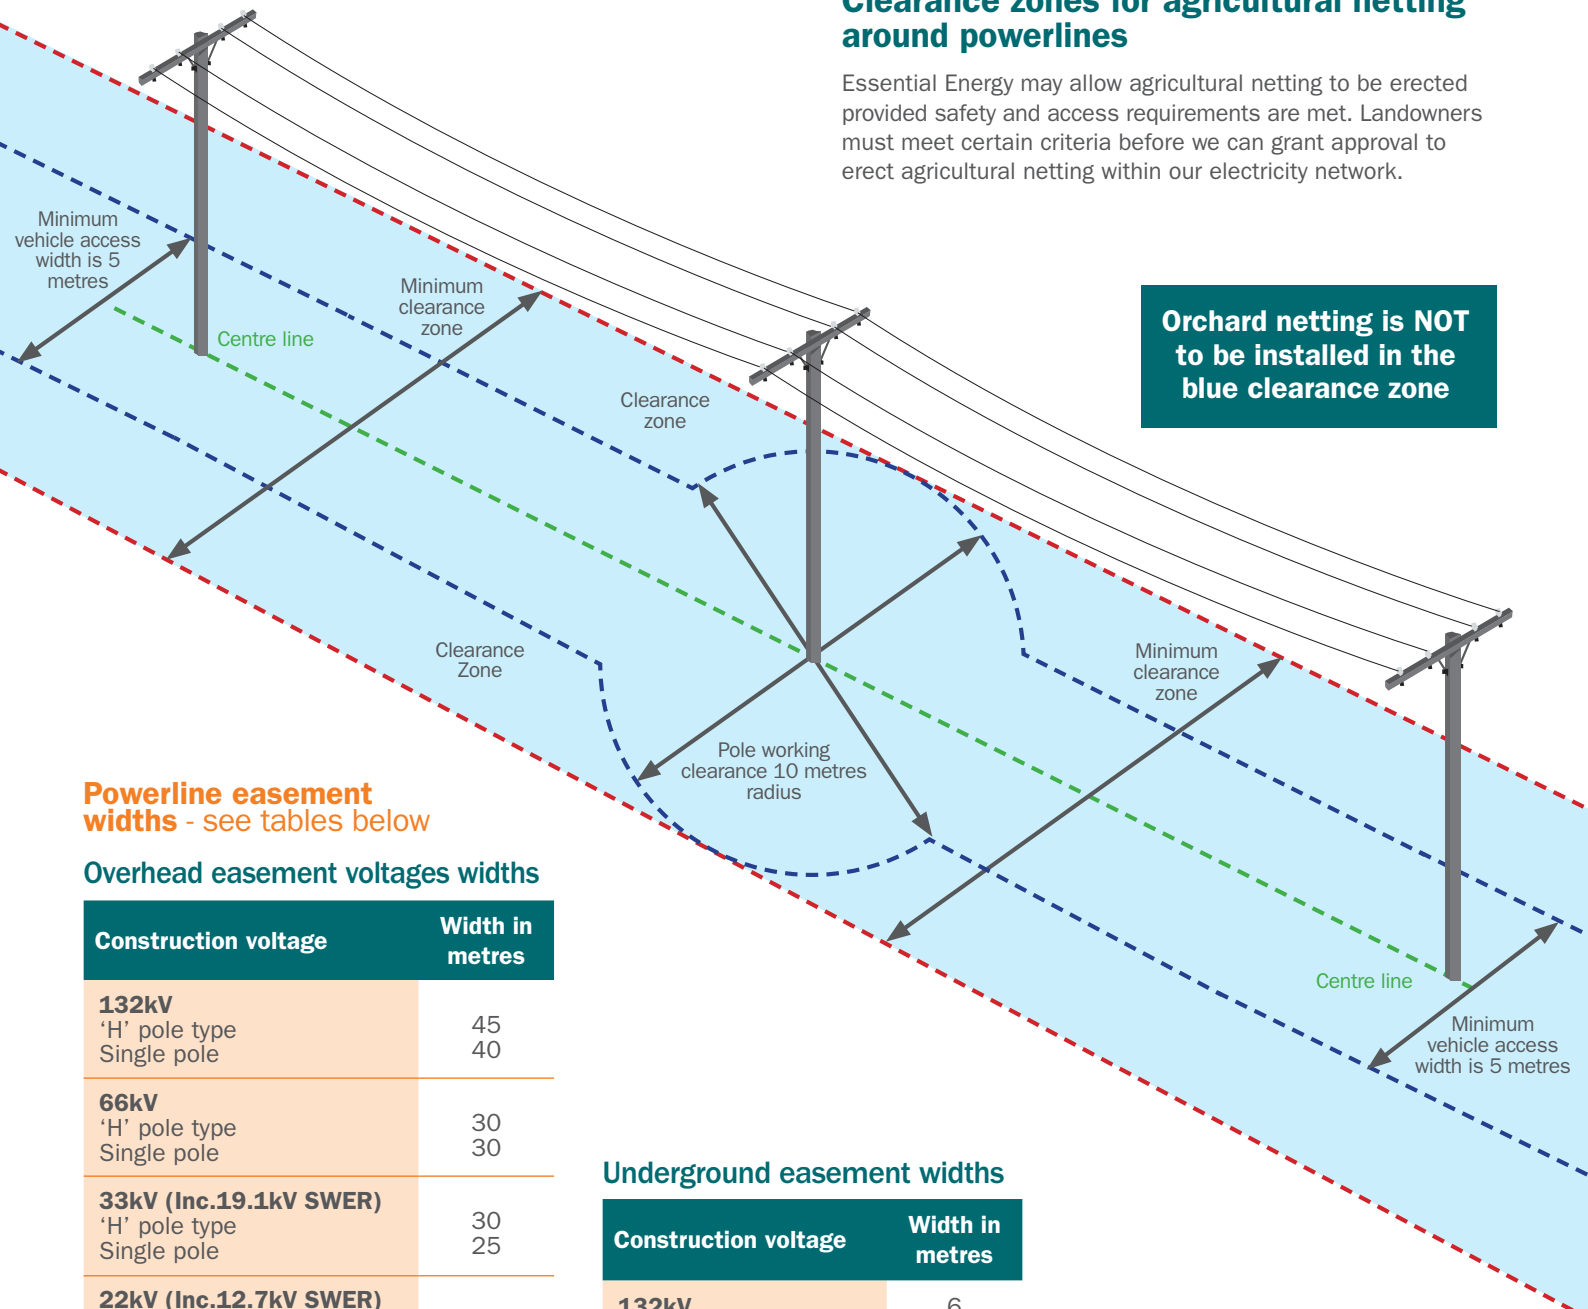 Clearance zones for agricultural netting
around powerlines
Essential Energy may allow agricultural netting to be erected
provided safety and access requirements are met. Landowners
must meet certain criteria before we can grant approval to
erect agricultural netting within our electricity network.
Minimum
vehicle access
width is 5
metres
Centre line
Minimum
clearance
zone
Clearance
zone
Orchard netting is NOT
to be installed in the
blue clearance zone
Clearance
Zone
Pole working
clearance 10 metres
radius
Minimum
clearance
zone
Centre line
Minimum
vehicle access
width is 5 metres
Powerline easement
widths - see tables below
Overhead easement voltages widths
Construction voltage
Width in
metres
132kV
‘H’ pole type 45
Single pole 40
66kV
‘H’ pole type 30
Single pole 30
33kV (Inc.19.1kV SWER)
‘H’ pole type 30
Single pole 25
22kV (Inc.12.7kV SWER)
Underground easement widths
Construction voltage
Width in
metres
132kV 6